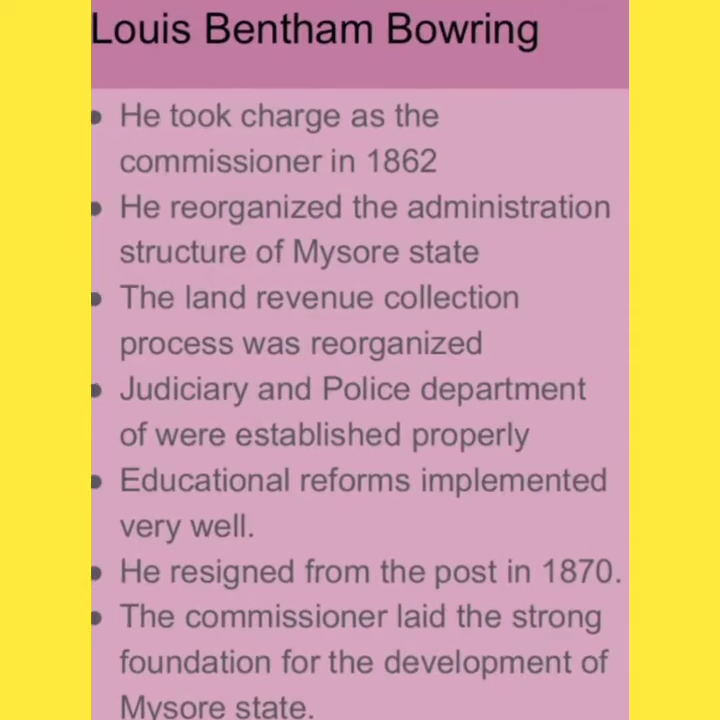 Louis Bentham Bowring
• He took charge as the
commissioner in 1862
• He reorganized the administration
structure of Mysore state
• The land revenue collection
process was reorganized
• Judiciary and Police department
of were established properly
• Educational reforms implemented
very well.
• He resigned from the post in 1870.
• The commissioner laid the strong
foundation for the development of
Mysore state.